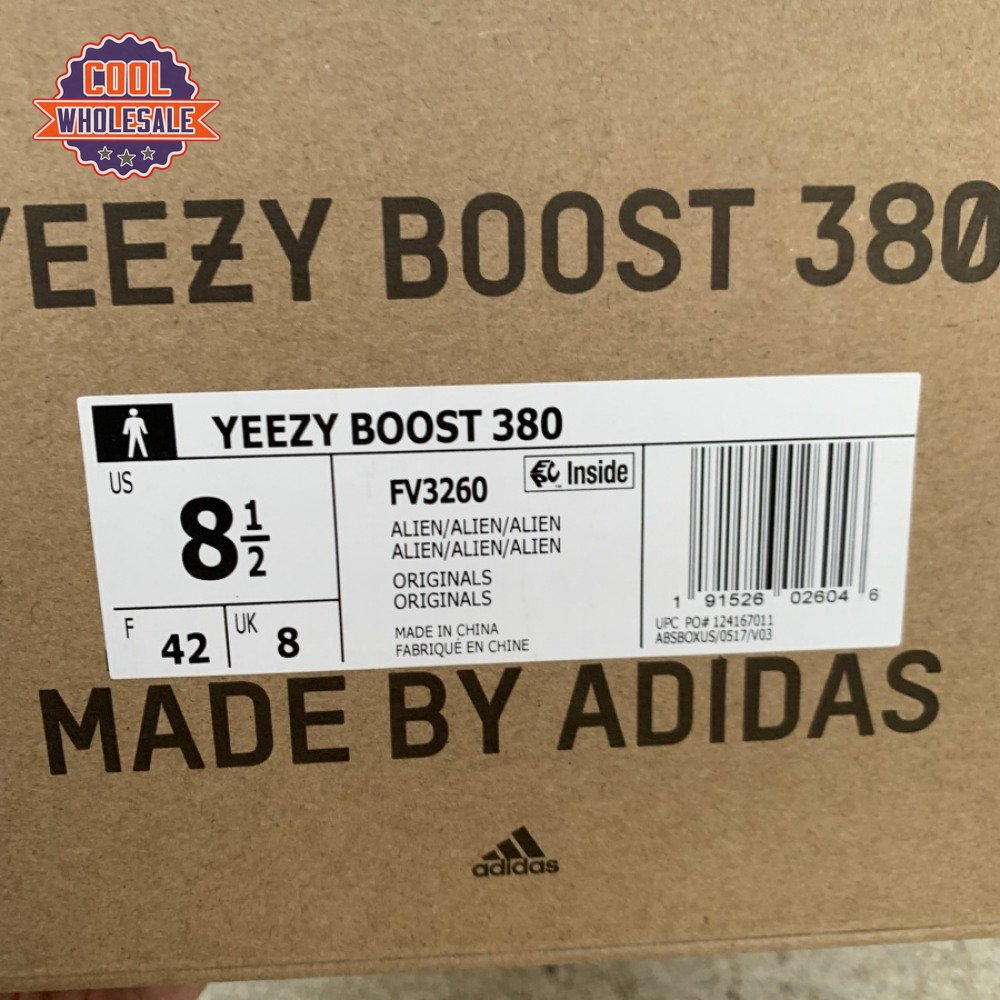 COOL
WHOLESALE
YEEZY BOOST 380
YEEZY BOOST 380
US
8 1/2
F 42
UK 8
FV3260
Inside
ALIEN/ALIEN/ALIEN
ALIEN/ALIEN/ALIEN
ORIGINALS
ORIGINALS
MADE IN CHINA
FABRIQUÉ EN CHINE
1 91526 02604 6
UPC PO# 124167011
ABSBOXUS/0517/V03
MADE BY ADIDAS
adidas